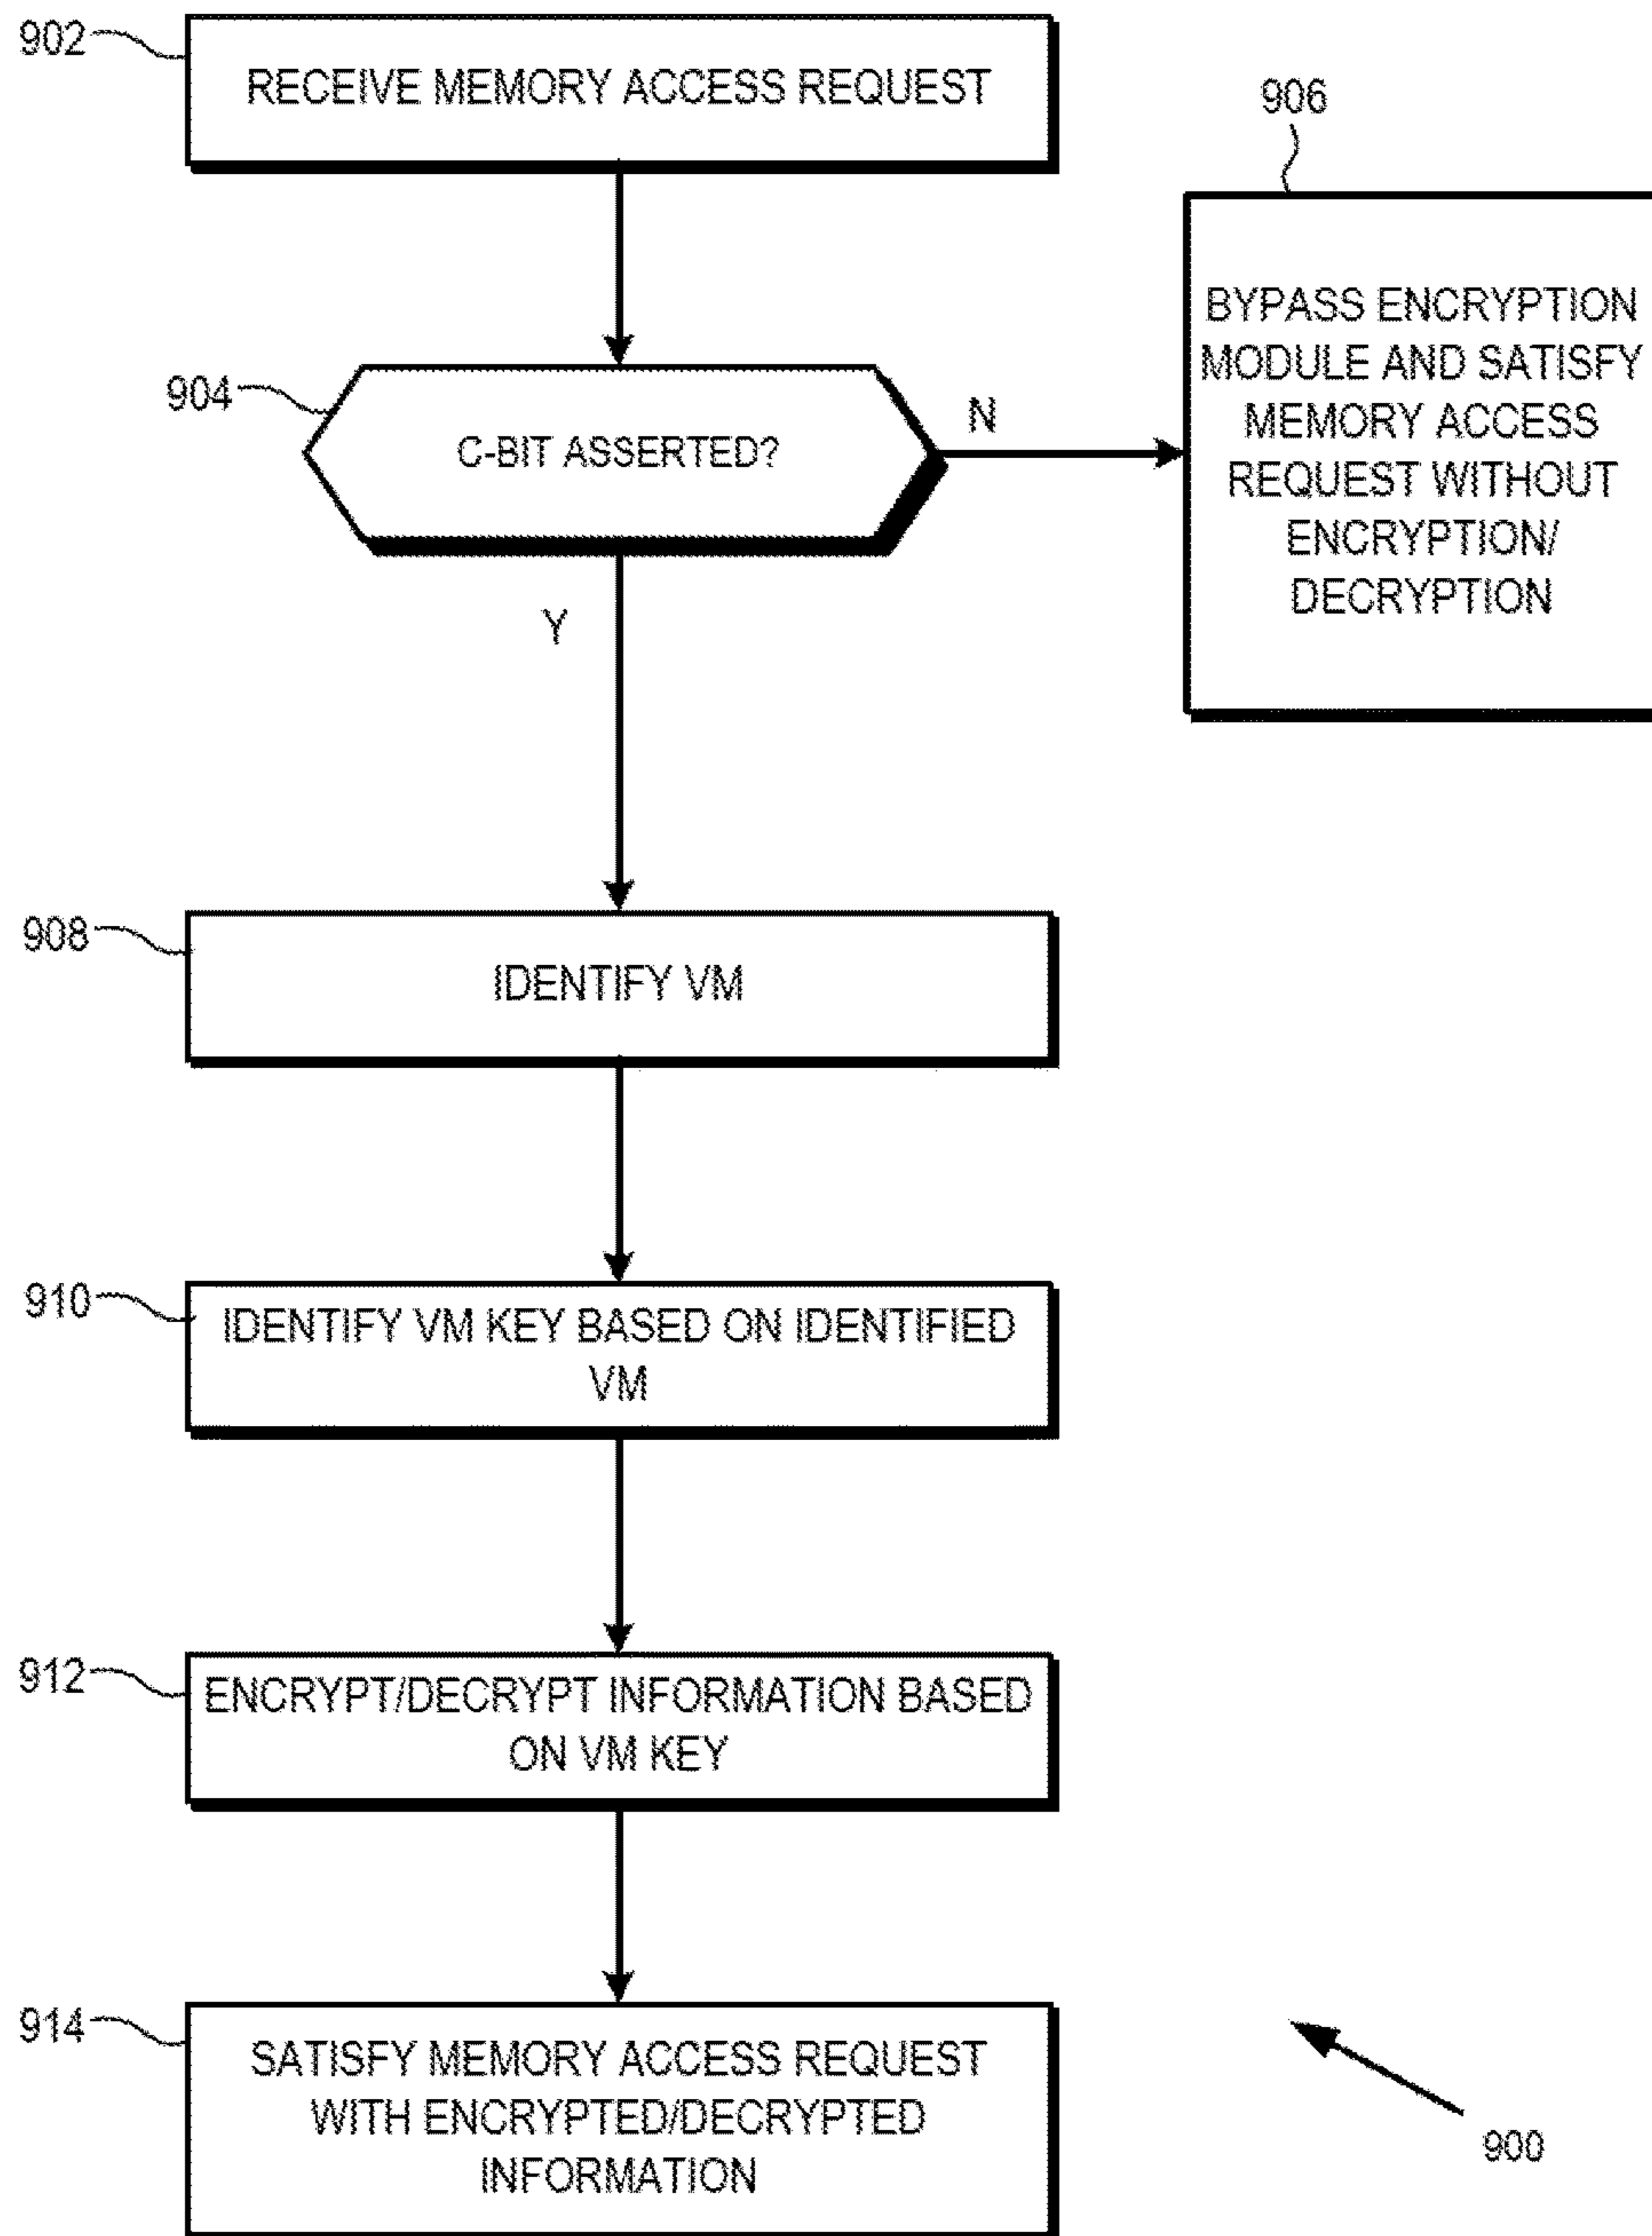 902
RECEIVE MEMORY ACCESS REQUEST
906
BYPASS ENCRYPTION
MODULE AND SATISFY
MEMORY ACCESS
REQUEST WITHOUT
ENCRYPTION/
DECRYPTION
904
C-BIT ASSERTED?
N
Y
908
IDENTIFY VM
910
IDENTIFY VM KEY BASED ON IDENTIFIED
VM
912
ENCRYPT/DECRYPT INFORMATION BASED
ON VM KEY
914
SATISFY MEMORY ACCESS REQUEST
WITH ENCRYPTED/DECRYPTED
INFORMATION
900